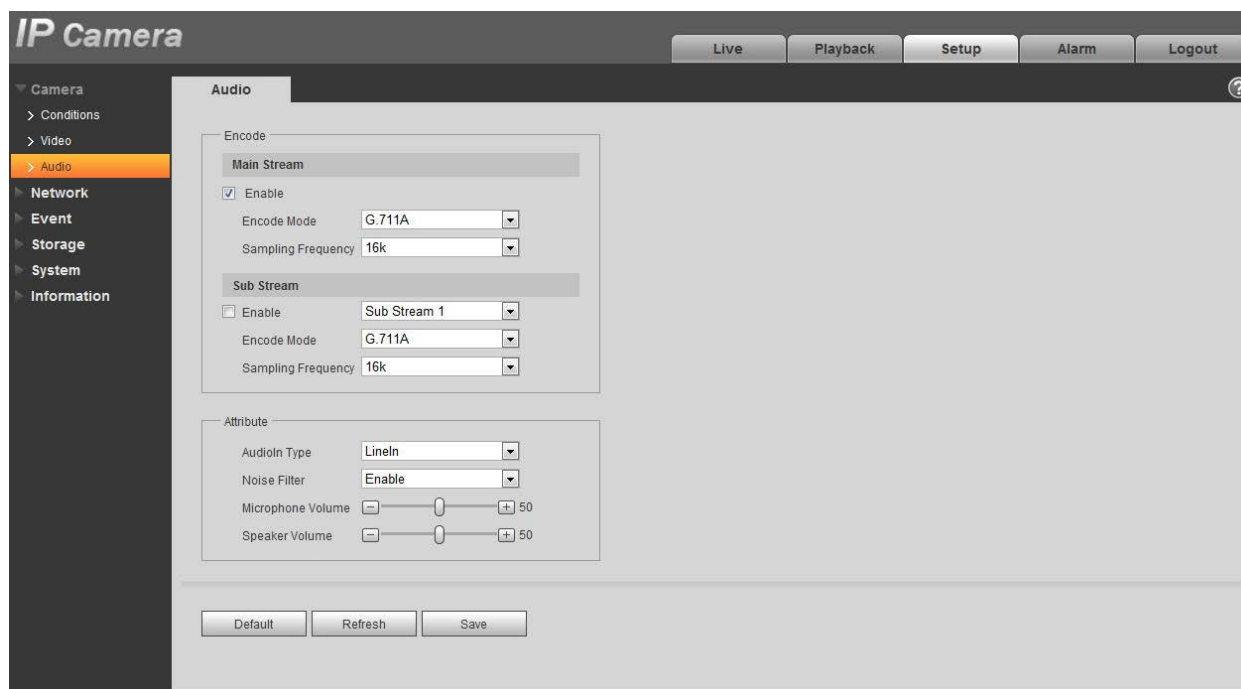 IP Camera
Live Playback Setup Alarm Logout
Camera
Conditions
Video
Audio
Network
Event
Storage
System
Information
Audio
?
Encode
Main Stream
Enable
Encode Mode G.711A
Sampling Frequency 16k
Sub Stream
Enable Sub Stream 1
Encode Mode G.711A
Sampling Frequency 16k
Attribute
AudioIn Type LineIn
Noise Filter Enable
Microphone Volume - + 50
Speaker Volume - + 50
Default Refresh Save